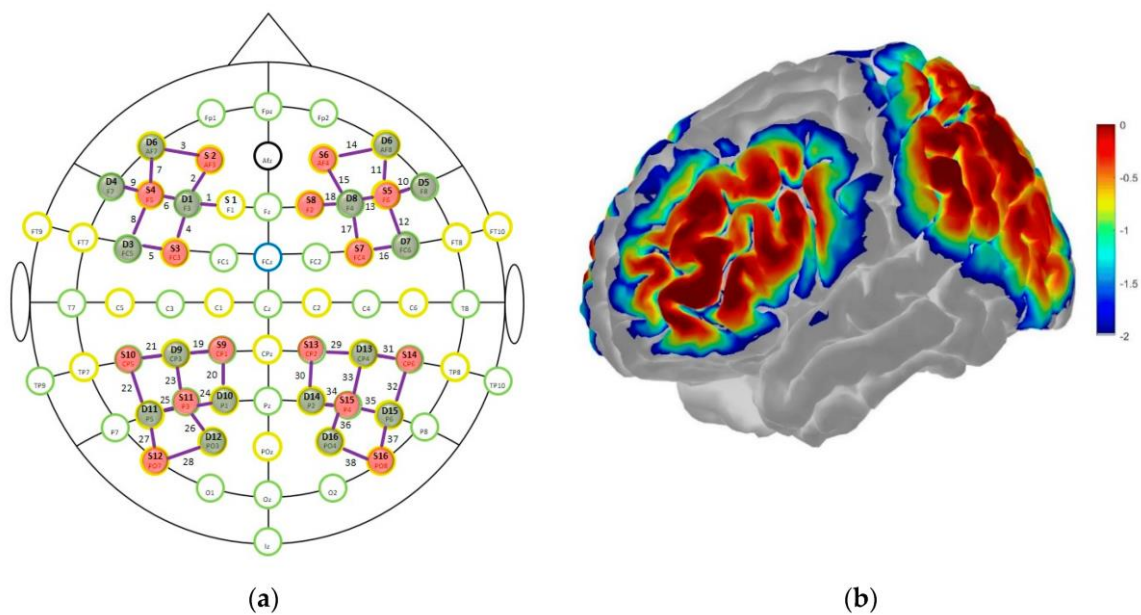 Fpz
Fp1
Fp2
D6
AF7
3
S 2
AF3
AFz
S6
AF4
14
D6
AF8
9
7
2
15
11
D4
F7
S4
F5
6
D1
F3
1
S 1
F1
Fz
S8
F2
18
D8
F4
13
S5
F6
10
D5
F8
8
4
17
12
FT9
FT7
D3
FC5
5
S3
FC3
FC1
FCz
FC2
S7
FC4
16
D7
FC6
FT8
FT10
T7
C5
C3
C1
Cz
C2
C4
C6
T8
S10
CP5
21
D9
CP3
19
S9
CP1
CPz
S13
CP2
29
D13
CP4
31
S14
CP6
TP9
TP7
22
23
20
30
33
32
TP8
TP10
P7
D11
P5
25
S11
P3
24
D10
P1
Pz
D14
P2
34
S15
P4
35
D15
P6
P8
27
26
D12
PO3
POz
D16
PO4
36
37
S12
PO7
28
38
S16
PO8
O1
Oz
O2
Iz
0
-1
-2
(a)
(b)